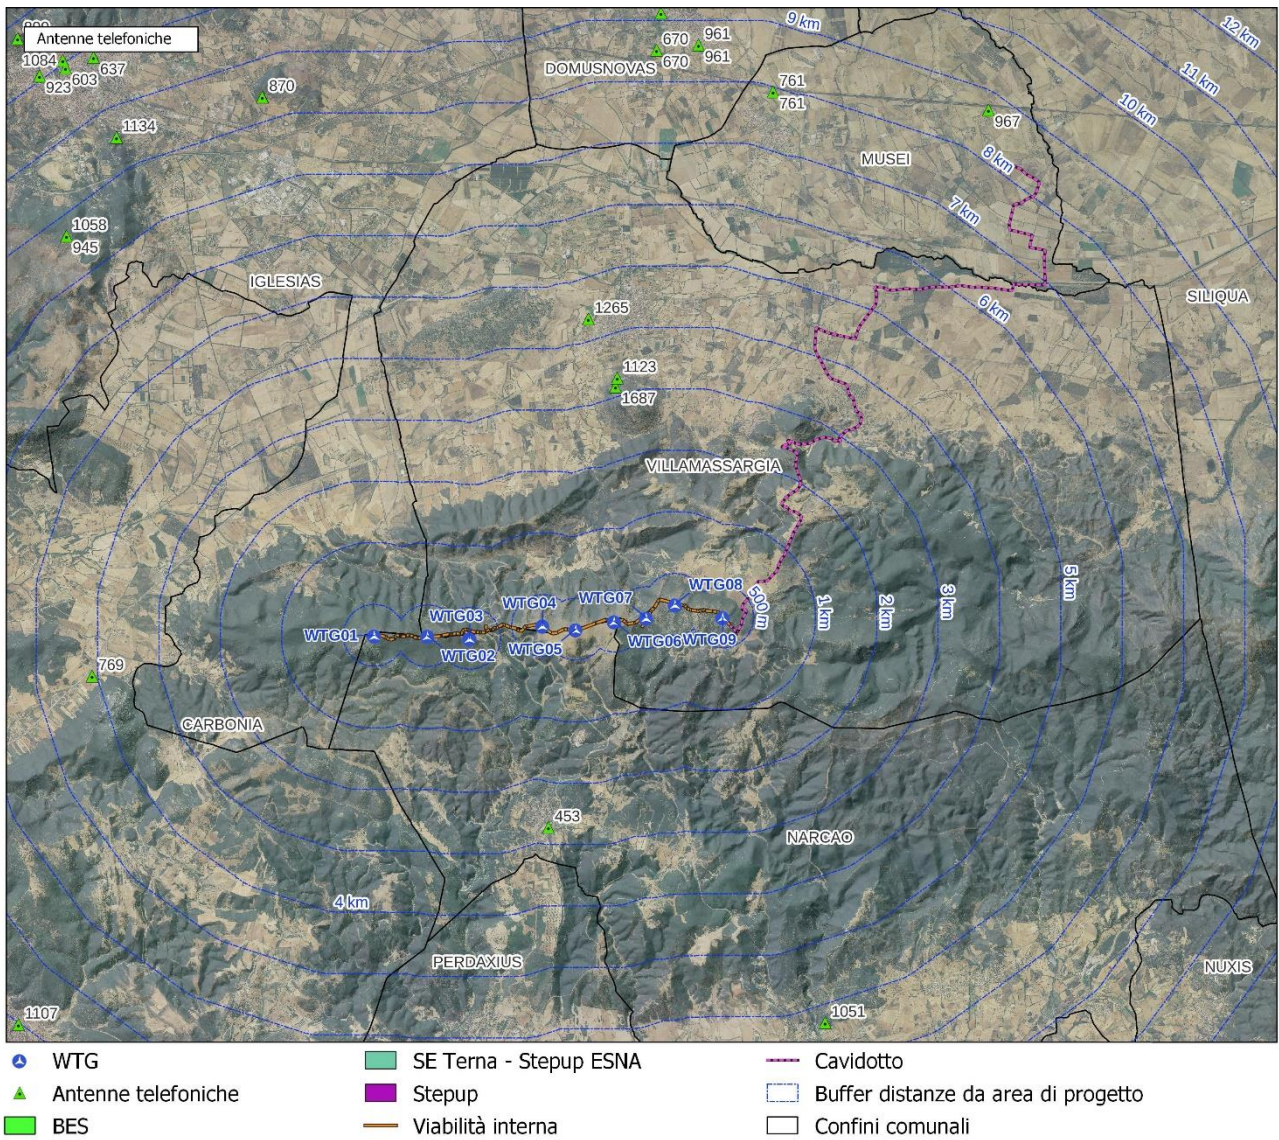 Antenne telefoniche
1084
603
637
923
870
1134
1058
945
670
670
961
961
761
761
967
DOMUSNOVAS
MUSEI
IGLESIAS
SILIQUA
1265
1123
1687
VILLAMASSARGIA
9 km
12 km
11 km
10 km
8 km
7 km
6 km
5 km
3 km
2 km
1 km
500 m
4 km
WTG01
WTG03
WTG02
WTG04
WTG05
WTG07
WTG06
WTG08
WTG09
769
CARBONIA
453
NARCAO
PERDAXIUS
NUXIS
1107
1051
WTG
SE Terna - Stepup ESNA
Cavidotto
Antenne telefoniche
Stepup
Buffer distanze da area di progetto
BES
Viabilità interna
Confini comunali